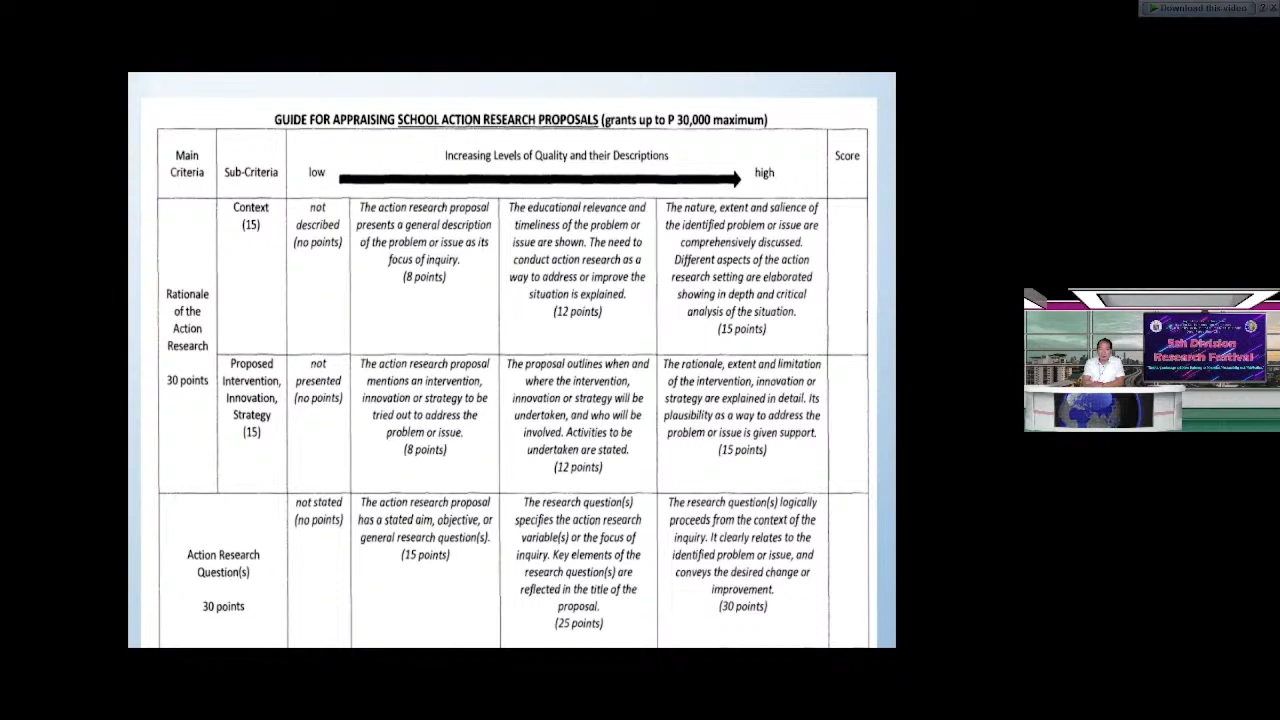 Download this video
GUIDE FOR APPRAISING SCHOOL ACTION RESEARCH PROPOSALS (grants up to P 30,000 maximum)
Main
Criteria
Sub-Criteria
Increasing Levels of Quality and their Descriptions
low
high
Score
Rationale
of the
Action
Research
30 points
Context
(15)
not
described
(no points)
The action research proposal
presents a general description
of the problem or issue as its
focus of inquiry.
(8 points)
The educational relevance and
timeliness of the problem or
issue are shown. The need to
conduct action research as a
way to address or improve the
situation is explained.
(12 points)
The nature, extent and salience of
the identified problem or issue are
comprehensively discussed.
Different aspects of the action
research setting are elaborated
showing in depth and critical
analysis of the situation.
(15 points)
Proposed
Intervention,
Innovation,
Strategy
(15)
not
presented
(no points)
The action research proposal
mentions an intervention,
innovation or strategy to be
tried out to address the
problem or issue.
(8 points)
The proposal outlines when and
where the intervention,
innovation or strategy will be
undertaken, and who will be
involved. Activities to be
undertaken are stated.
(12 points)
The rationale, extent and limitation
of the intervention, innovation or
strategy are explained in detail. Its
plausibility as a way to address the
problem or issue is given support.
(15 points)
Action Research
Question(s)
30 points
not stated
(no points)
The action research proposal
has a stated aim, objective, or
general research question(s).
(15 points)
The research question(s)
specifies the action research
variable(s) or the focus of
inquiry. Key elements of the
research question(s) are
reflected in the title of the
proposal.
(25 points)
The research question(s) logically
proceeds from the context of the
inquiry. It clearly relates to the
identified problem or issue, and
conveys the desired change or
improvement.
(30 points)
5th Division
Research Festival